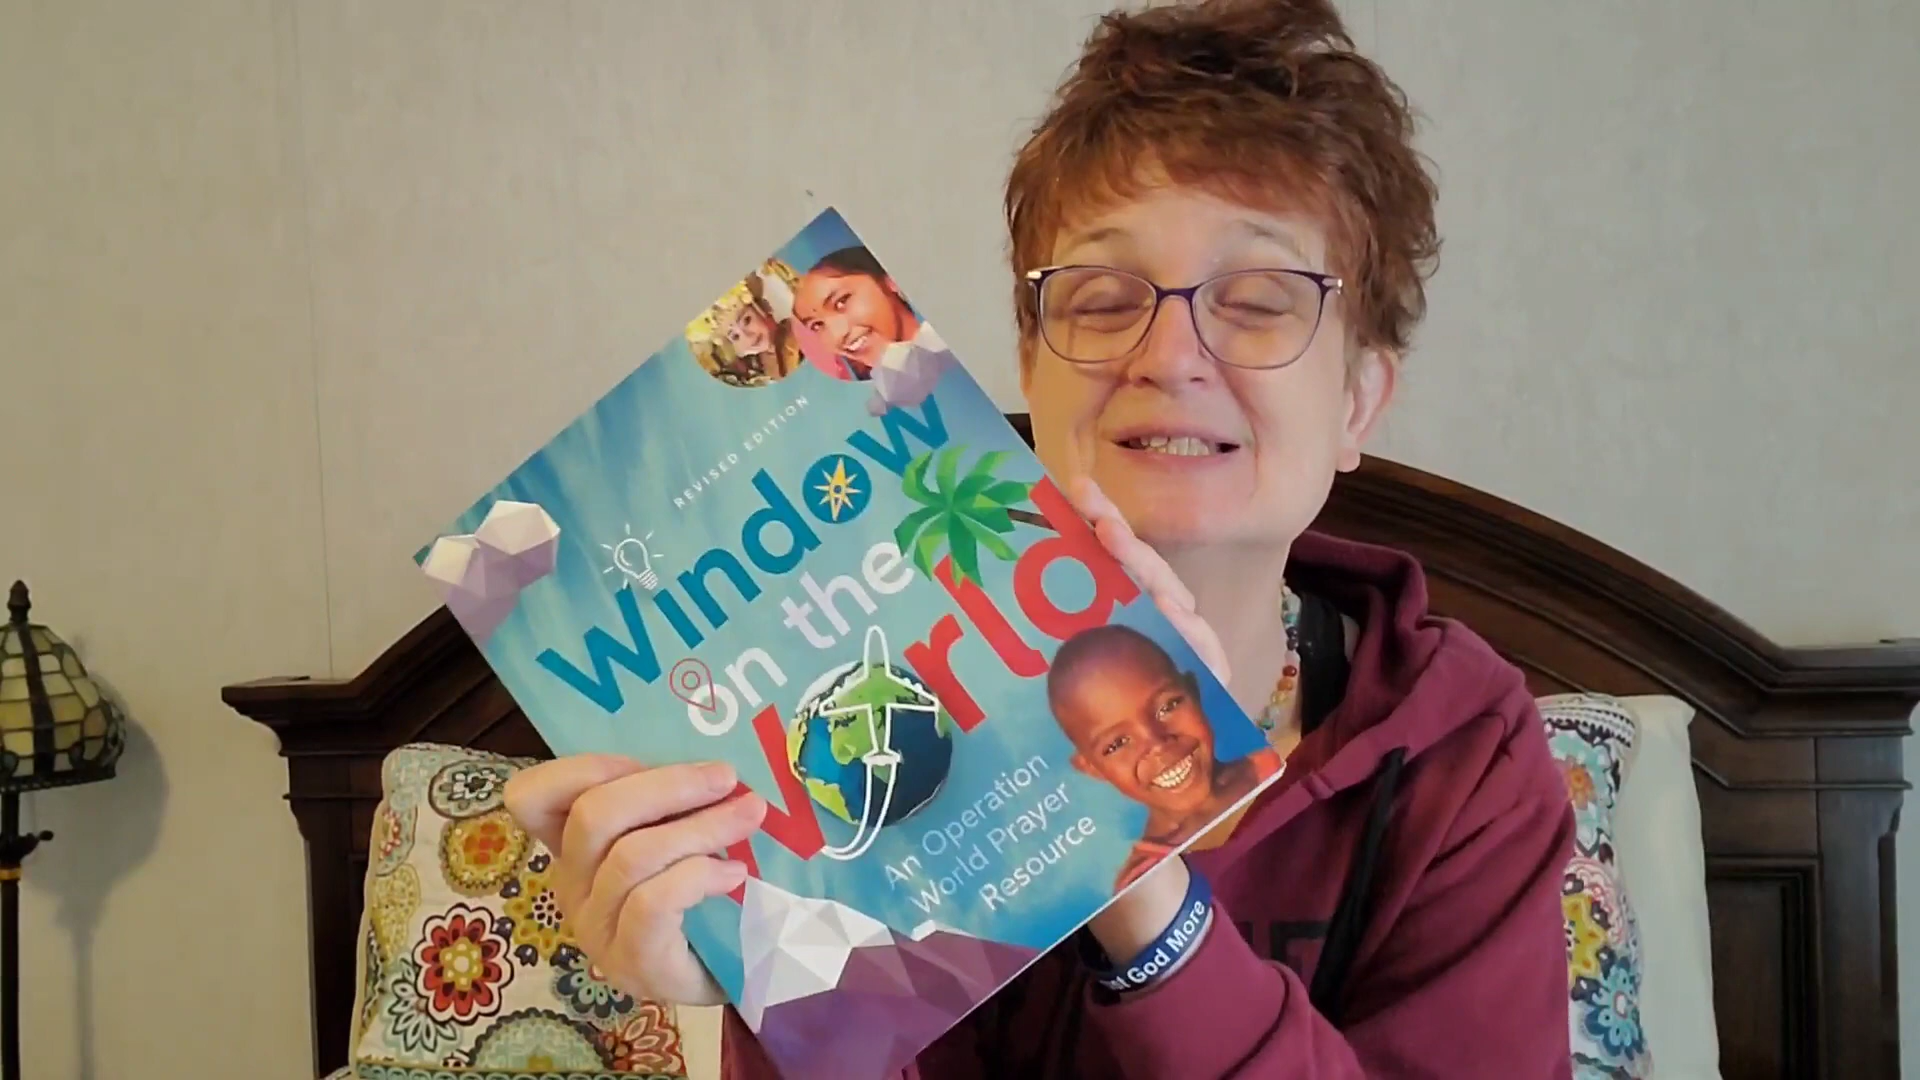 REVISED EDITION
Window
on the
World
An Operation
World Prayer
Resource
God More